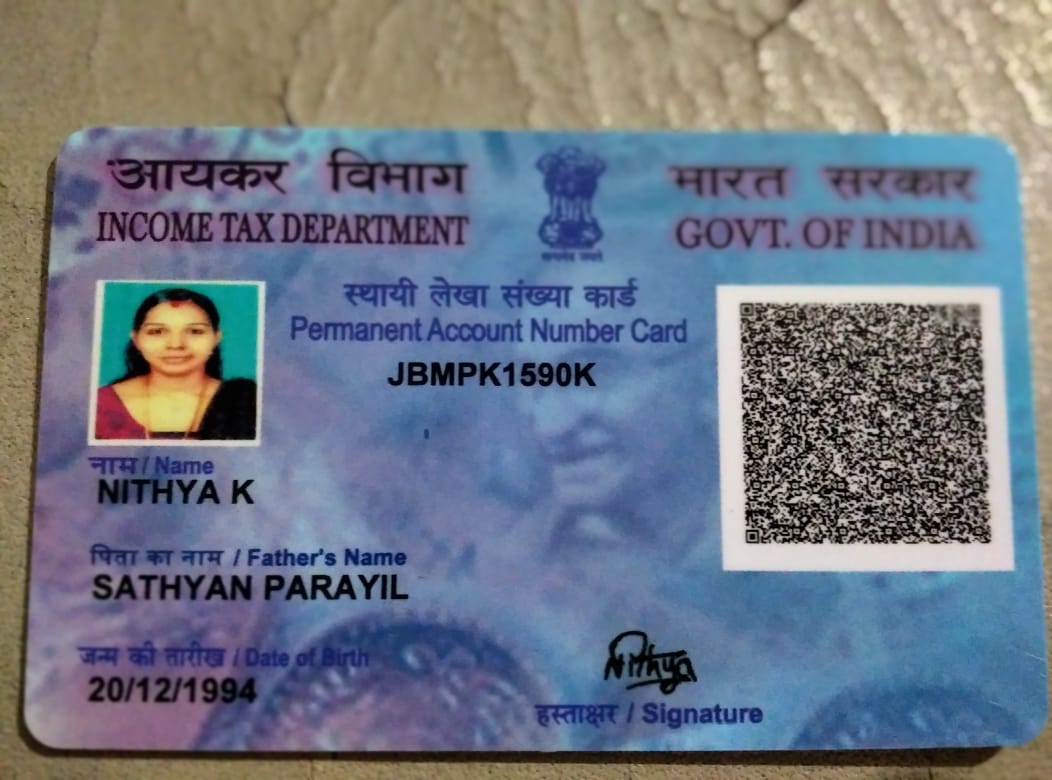 आयकर विभाग
INCOME TAX DEPARTMENT
भारत सरकार
GOVT. OF INDIA
सत्यमेव जयते
स्थायी लेखा संख्या कार्ड
Permanent Account Number Card
JBMPK1590K
नाम / Name
NITHYA K
पिता का नाम / Father's Name
SATHYAN PARAYIL
जन्म की तारीख / Date of Birth
20/12/1994
Nithya
हस्ताक्षर / Signature